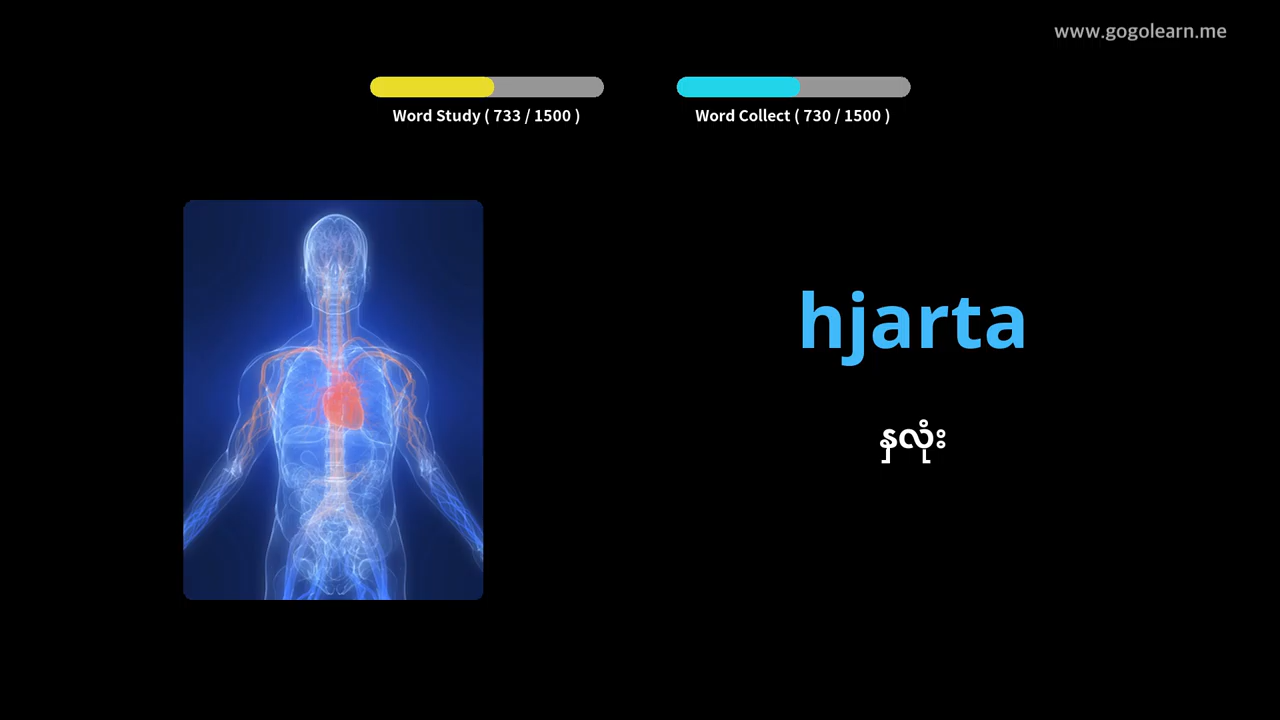 www.gogolearn.me
Word Study ( 733 / 1500 )
Word Collect ( 730 / 1500 )
hjarta
နှလုံး